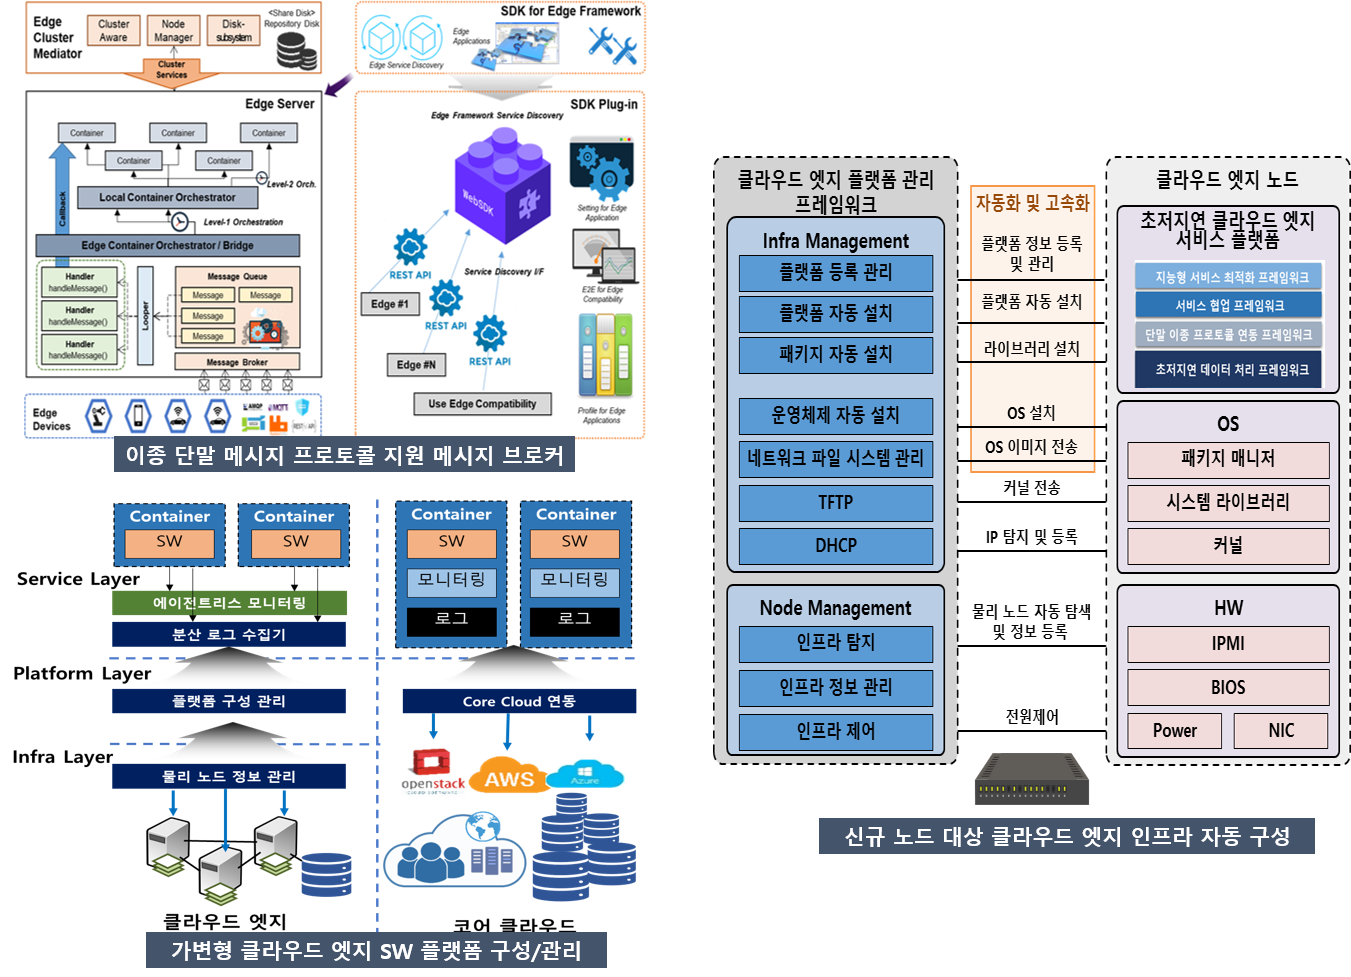 Edge
Cluster
Mediator
Cluster
Aware
Node
Manager
Disk-
subsystem
<Share Disk>
Repository Disk
Cluster
Services
SDK for Edge Framework
Edge Service Discovery
Edge
Applications
Edge Server
Container
Container
Container
Container
Container
Level-2 Orch.
Local Container Orchestrator
Callback
Level-1 Orchestration
Edge Container Orchestrator / Bridge
Handler
handleMessage()
Handler
handleMessage()
Handler
handleMessage()
Looper
Message Queue
Message
Message
Message
Message
Message Broker
Edge
Devices
AMQP
MQTT
REST API
SDK Plug-in
Edge Framework Service Discovery
WebSDK
Setting for Edge
Application
REST API
Service Discovery I/F
Edge #1
REST API
E2E for Edge
Compatibility
REST API
Edge #N
Use Edge Compatibility
Profile for Edge
Applications
이종 단말 메시지 프로토콜 지원 메시지 브로커
Container
SW
Container
SW
Service Layer
에이전트리스 모니터링
분산 로그 수집기
Platform Layer
플랫폼 구성 관리
Infra Layer
물리 노드 정보 관리
클라우드 엣지
Container
SW
모니터링
로그
Container
SW
모니터링
로그
Core Cloud 연동
openstack
AWS
Azure
코어 클라우드
가변형 클라우드 엣지 SW 플랫폼 구성/관리
클라우드 엣지 플랫폼 관리
프레임워크
Infra Management
플랫폼 등록 관리
플랫폼 자동 설치
패키지 자동 설치
운영체제 자동 설치
네트워크 파일 시스템 관리
TFTP
DHCP
Node Management
인프라 탐지
인프라 정보 관리
인프라 제어
자동화 및 고속화
플랫폼 정보 등록
및 관리
플랫폼 자동 설치
라이브러리 설치
OS 설치
OS 이미지 전송
커널 전송
IP 탐지 및 등록
물리 노드 자동 탐색
및 정보 등록
전원제어
클라우드 엣지 노드
초저지연 클라우드 엣지
서비스 플랫폼
지능형 서비스 최적화 프레임워크
서비스 협업 프레임워크
단말 이종 프로토콜 연동 프레임워크
초저지연 데이터 처리 프레임워크
OS
패키지 매니저
시스템 라이브러리
커널
HW
IPMI
BIOS
Power
NIC
신규 노드 대상 클라우드 엣지 인프라 자동 구성